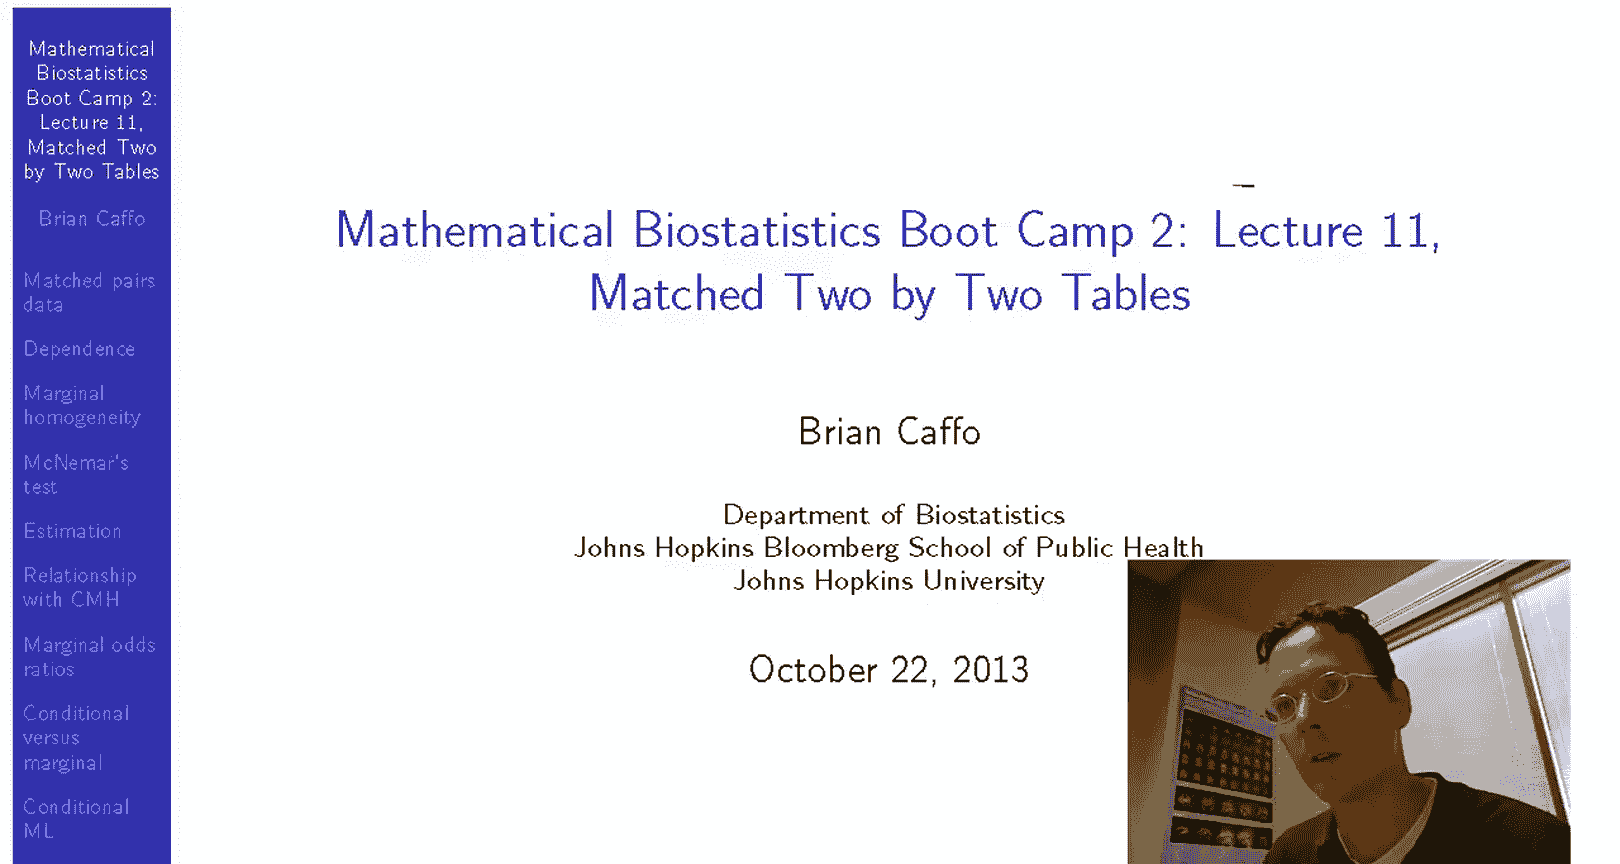 Mathematical
Biostatistics
Boot Camp 2:
Lecture 11,
Matched Two
by Two Tables
Brian Caffo
Matched pairs
data
Dependence
Marginal
homogeneity
McNemar's
test
Estimation
Relationship
with CMH
Marginal odds
ratios
Conditional
versus
marginal
Conditional
ML
Mathematical Biostatistics Boot Camp 2: Lecture 11,
Matched Two by Two Tables
Brian Caffo
Department of Biostatistics
Johns Hopkins Bloomberg School of Public Health
Johns Hopkins University
October 22, 2013